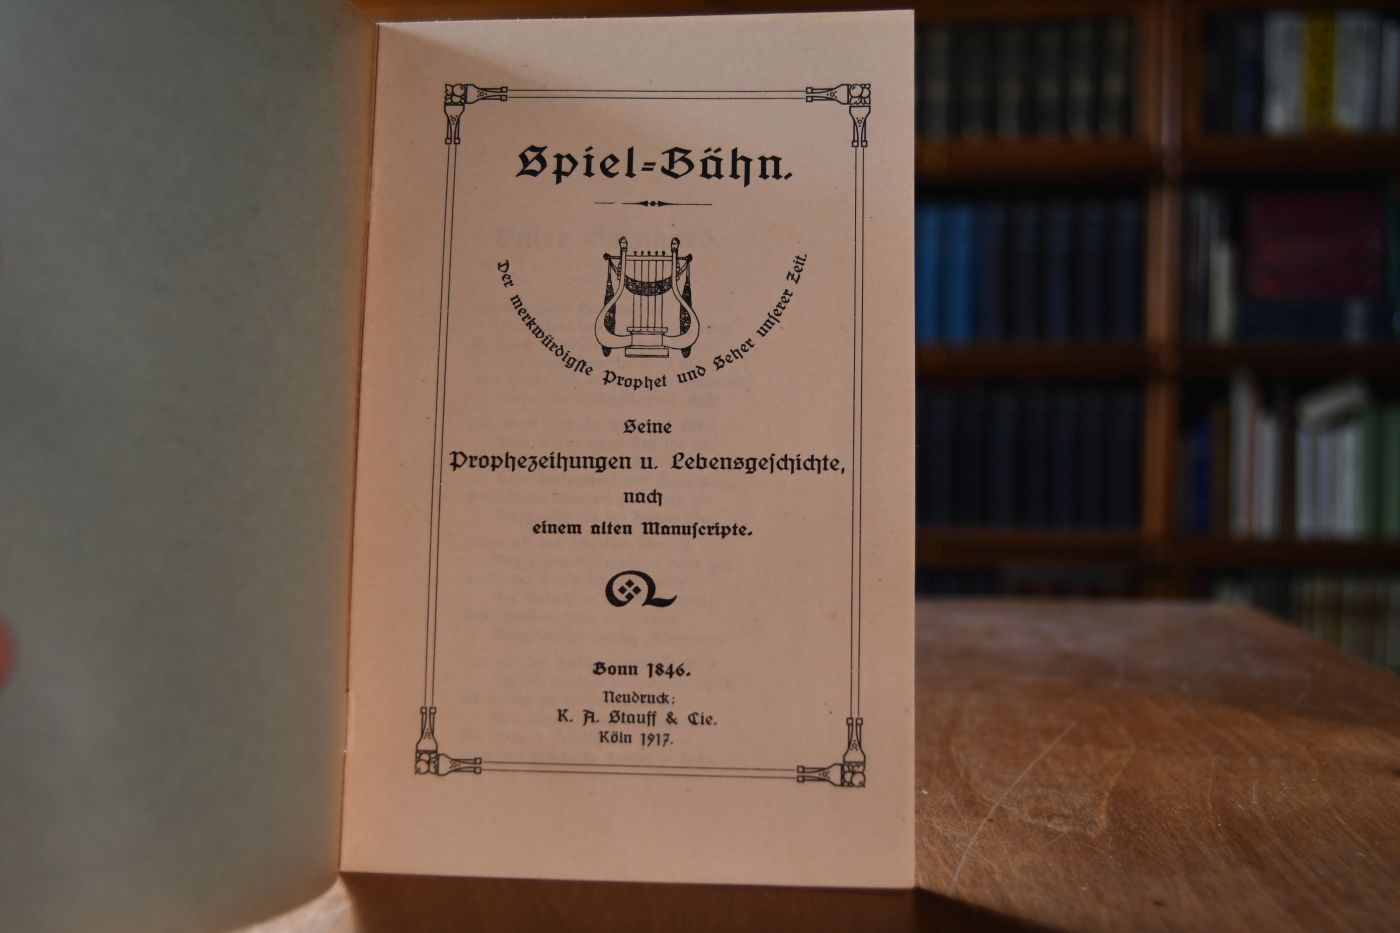 Spiel=Bähn.
Der merkwürdigste Prophet und Seher unserer Zeit.
Seine
Prophezeihungen u. Lebensgeschichte,
nach
einem alten Manuscripte.
Bonn 1846.
Neudruck:
K. A. Stauff & Cie.
Köln 1917.